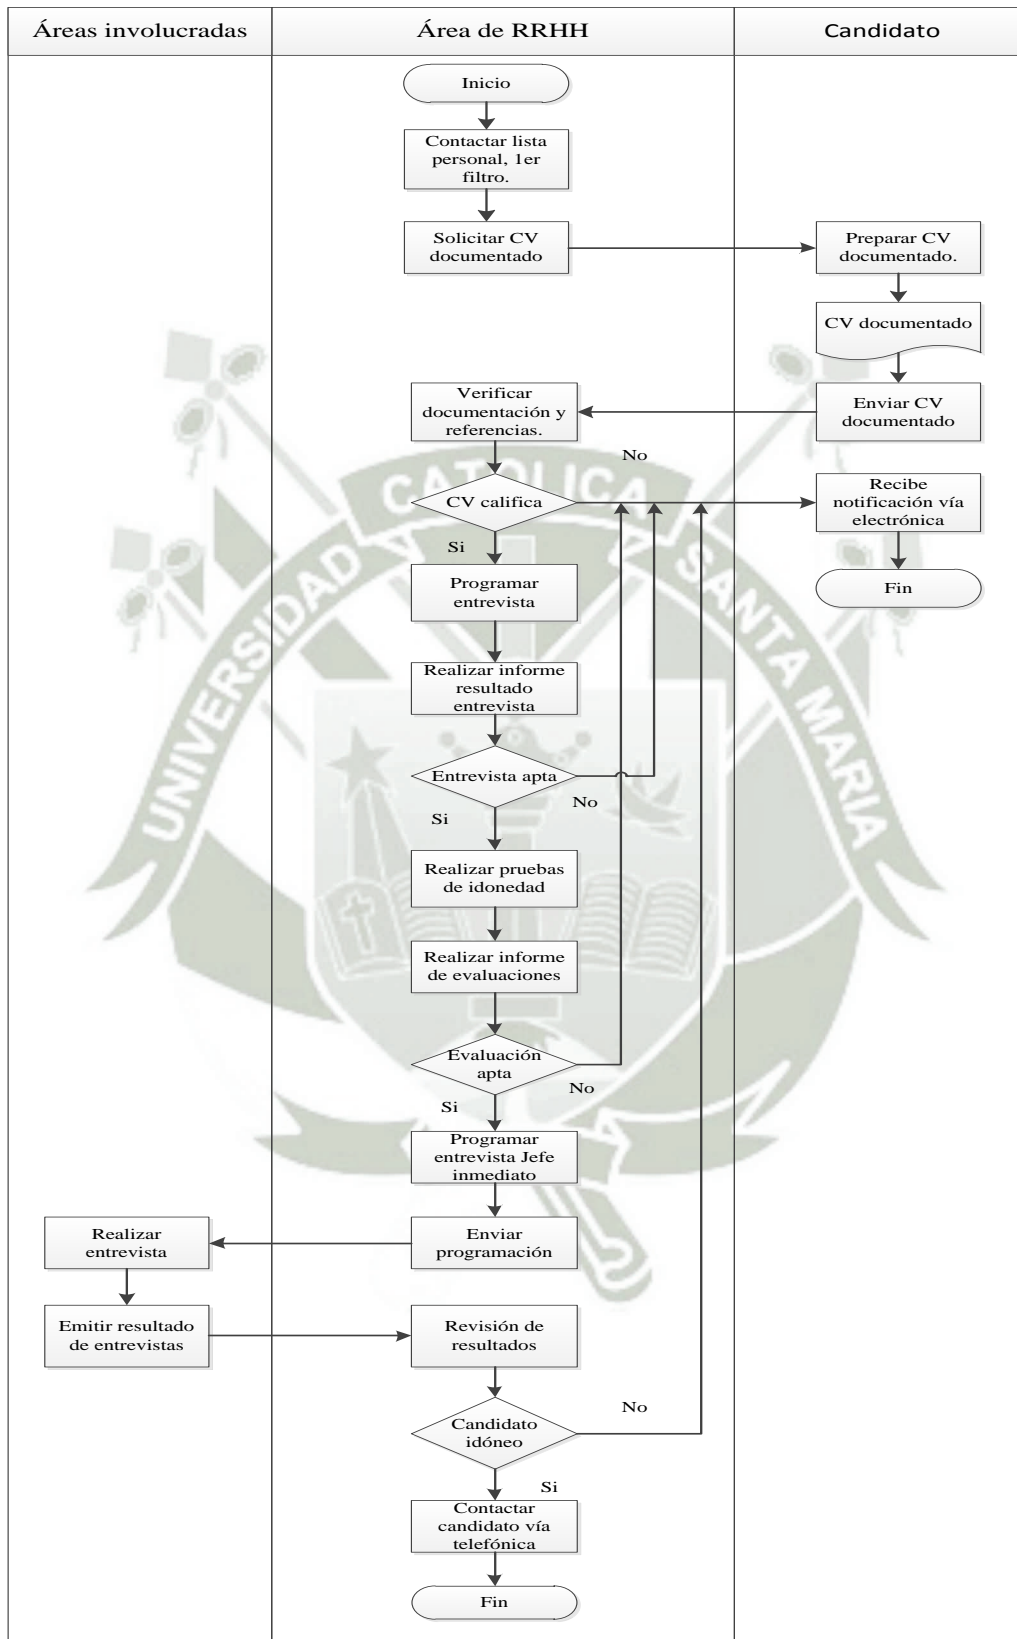 Áreas involucradas
Área de RRHH
Candidato
Inicio
Contactar lista
personal, 1er
filtro.
Solicitar CV
documentado
Preparar CV
documentado.
CV documentado
Enviar CV
documentado
Verificar
documentación y
referencias.
No
CV califica
Recibe
notificación vía
electrónica
Si
Fin
Programar
entrevista
Realizar informe
resultado
entrevista
Entrevista apta
No
Si
Realizar pruebas
de idonedad
Realizar informe
de evaluaciones
Evaluación
apta
No
Si
Programar
entrevista Jefe
inmediato
Enviar
programación
Realizar
entrevista
Emitir resultado
de entrevistas
Revisión de
resultados
Candidato
idóneo
No
Si
Contactar
candidato vía
telefónica
Fin
UNIVERSIDAD CATOLICA SANTA MARIA